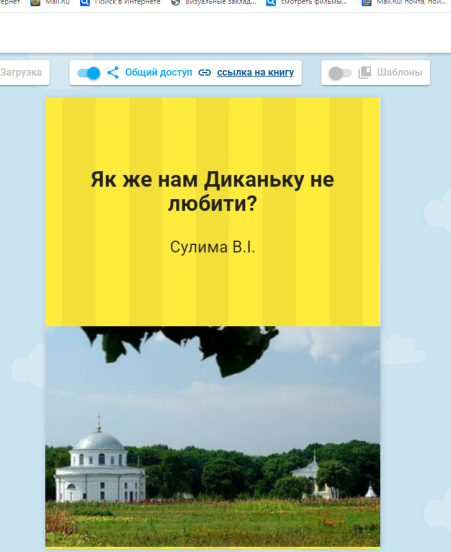 Mail.Ru Поиск в Интернете визуальные заклад... смотреть фильмы... Mail.Ru: почта, пои...
Загрузка Общий доступ ссылка на книгу Шаблоны
Як же нам Диканьку не
любити?
Сулима В.І.